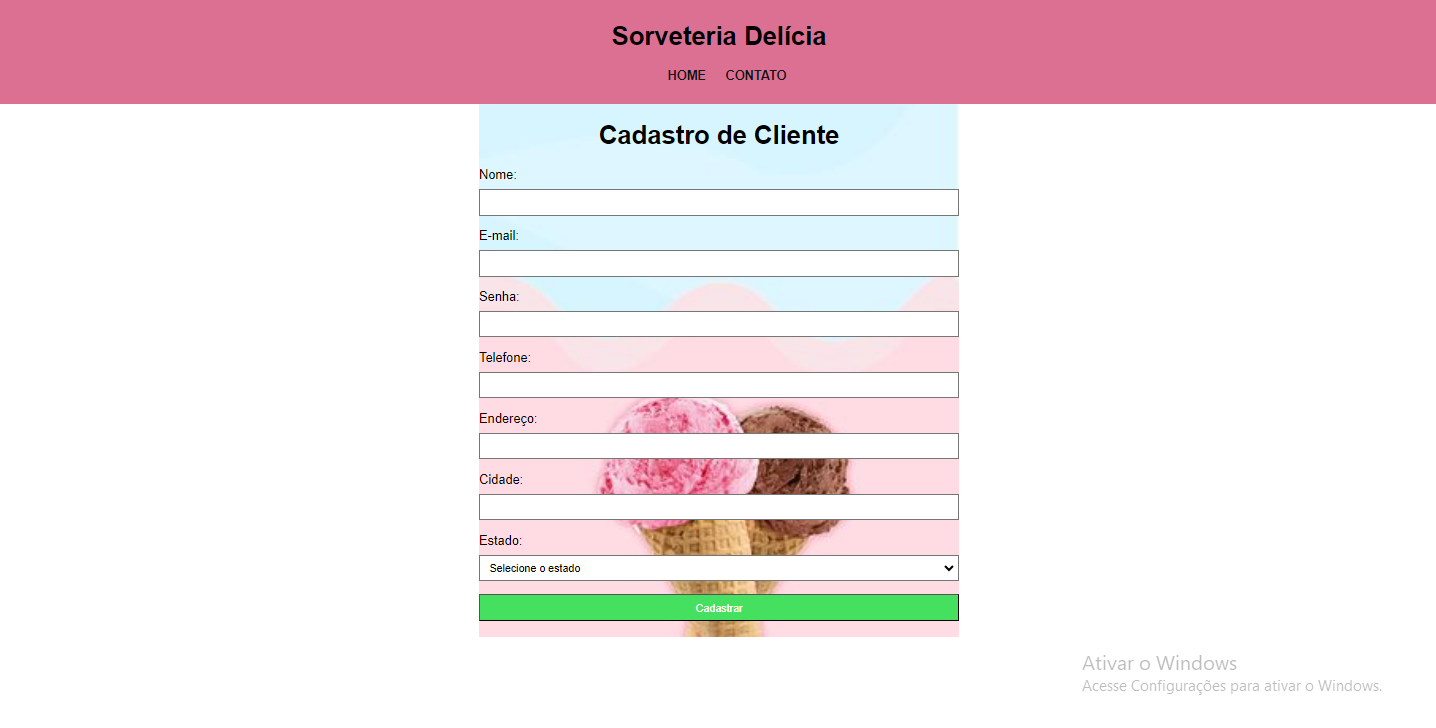 Sorveteria Delícia
HOME CONTATO
Cadastro de Cliente
Nome:
E-mail:
Senha:
Telefone:
Endereço:
Cidade:
Estado:
Selecione o estado
Cadastrar
Ativar o Windows
Acesse Configurações para ativar o Windows.